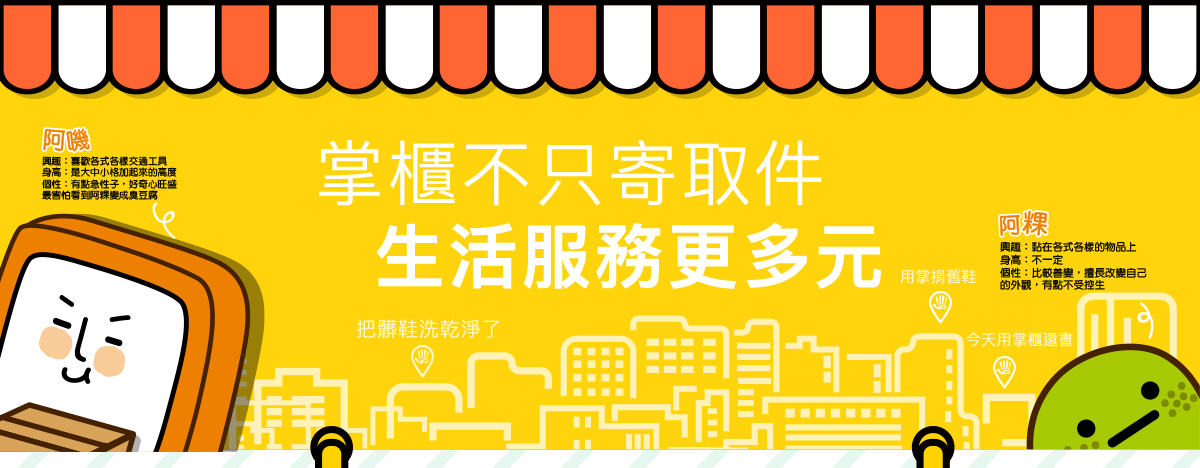 阿嘰
興趣：喜歡各式各樣交通工具
身高：是大中小格加起來的高度
個性：有點急性子，好奇心旺盛
最害怕看到阿粿變成臭豆腐
掌櫃不只寄取件
生活服務更多元
阿粿
興趣：黏在各式各樣的物品上
身高：不一定
個性：比較善變，擅長改變自己
的外觀，有點不受控生
用掌捐舊鞋
把髒鞋洗乾淨了
今天用掌櫃還書